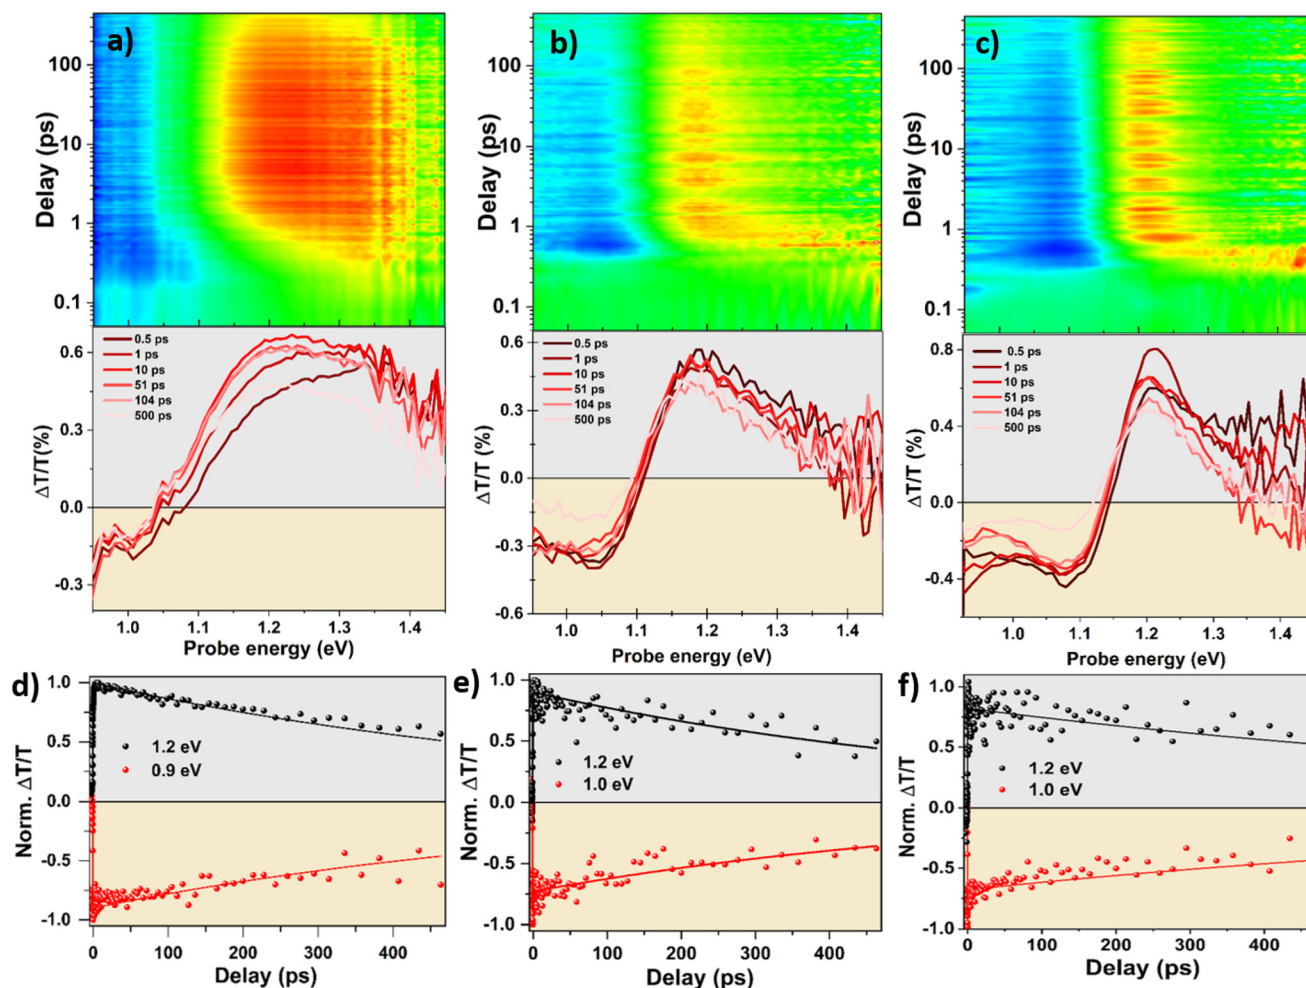 a)
Delay (ps)
100
10
1
0.1
b)
Delay (ps)
100
10
1
0.1
c)
Delay (ps)
100
10
1
0.1
ΔT/T(%)
0.6
0.3
0.0
-0.3
0.5 ps
1 ps
10 ps
51 ps
104 ps
500 ps
1.0 1.1 1.2 1.3 1.4
Probe energy (eV)
ΔT/T (%)
0.6
0.3
0.0
-0.3
-0.6
0.5 ps
1 ps
10 ps
51 ps
104 ps
500 ps
1.0 1.1 1.2 1.3 1.4
Probe energy (eV)
ΔT/T (%)
0.8
0.4
0.0
-0.4
0.5 ps
1 ps
10 ps
51 ps
104 ps
500 ps
1.0 1.1 1.2 1.3 1.4
Probe energy (eV)
d)
Norm. ΔT/T
1.0
0.5
0.0
-0.5
-1.0
1.2 eV
0.9 eV
0 100 200 300 400
Delay (ps)
e)
Norm. ΔT/T
1.0
0.5
0.0
-0.5
-1.0
1.2 eV
1.0 eV
0 100 200 300 400
Delay (ps)
f)
Norm. ΔT/T
1.0
0.5
0.0
-0.5
-1.0
1.2 eV
1.0 eV
0 100 200 300 400
Delay (ps)